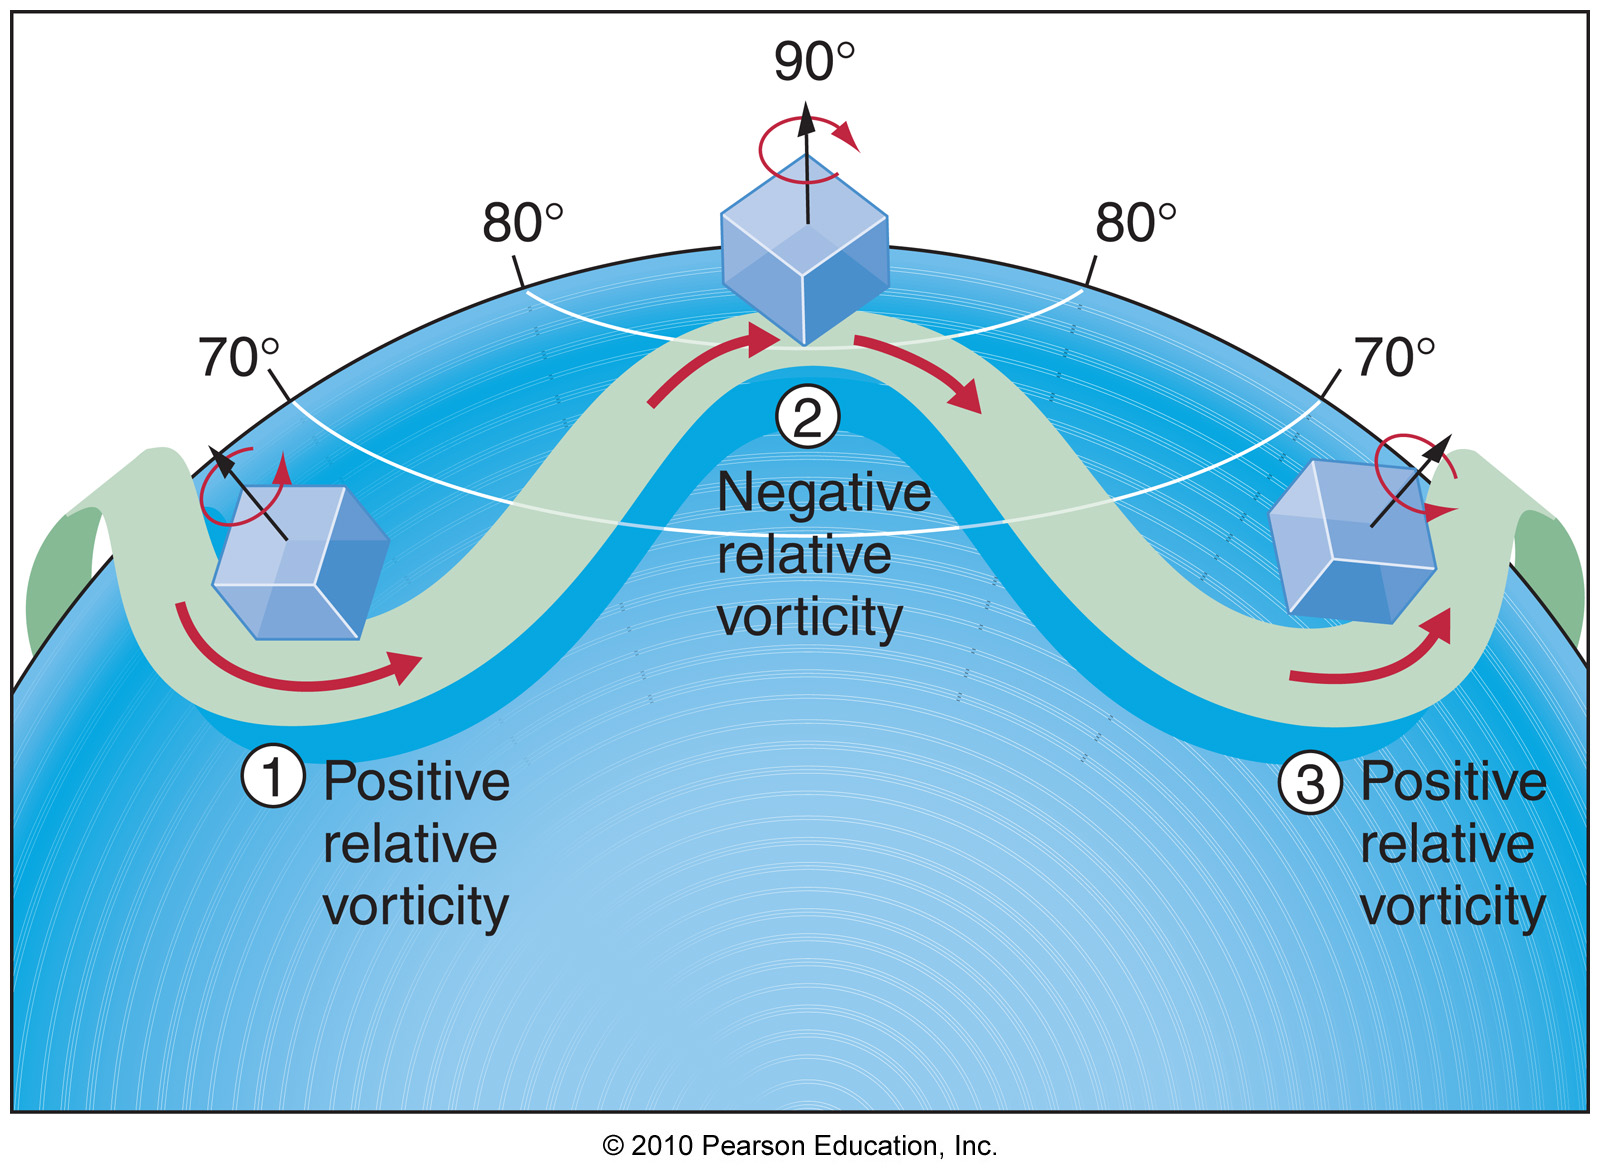 90°
80°
80°
70°
70°
2
Negative
relative
vorticity
1
Positive
relative
vorticity
3
Positive
relative
vorticity
© 2010 Pearson Education, Inc.